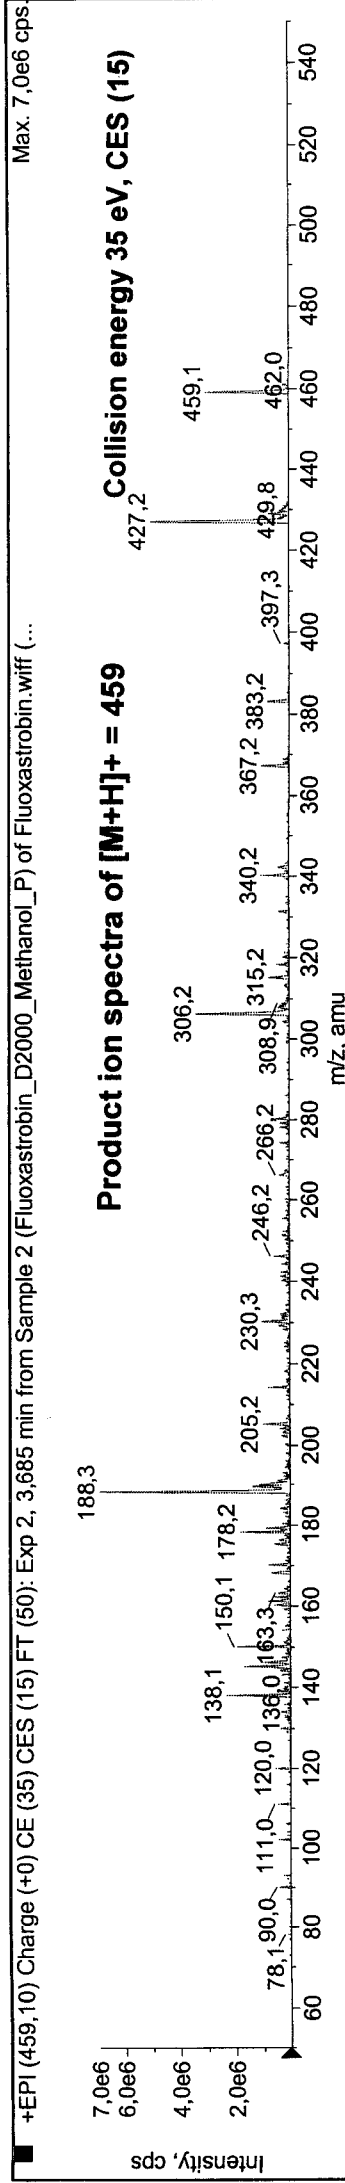 +EPI (459,10) Charge (+0) CE (35) CES (15) FT (50): Exp 2, 3,685 min from Sample 2 (Fluoxastrobin_D2000_Methanol_P) of Fluoxastrobin.wiff (...
Max. 7,0e6 cps.
Product ion spectra of [M+H]+ = 459
Collision energy 35 eV, CES (15)
Intensity, cps
7,0e6
6,0e6
4,0e6
2,0e6
78,1
90,0
111,0
120,0
136,0
138,1
150,1
163,3
178,2
188,3
205,2
230,3
246,2
266,2
308,9
306,2
315,2
340,2
367,2
383,2
397,3
427,2
429,8
459,1
462,0
60 80 100 120 140 160 180 200 220 240 260 280 300 320 340 360 380 400 420 440 460 480 500 520 540
m/z, amu